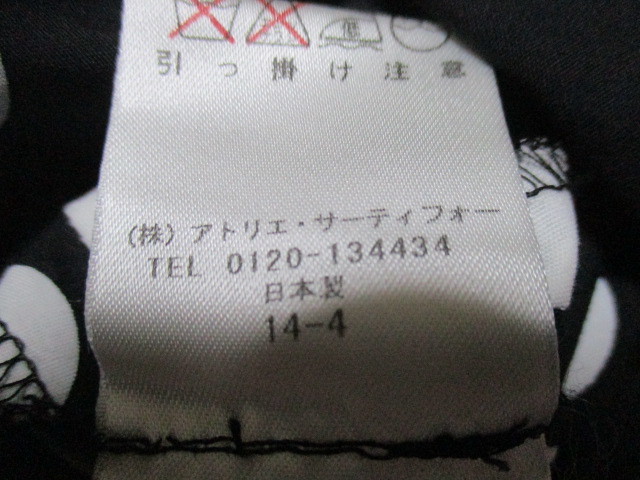 低
引っ掛け注意
(株)アトリエ・サーティフォー
TEL 0120-134434
日本製
14-4